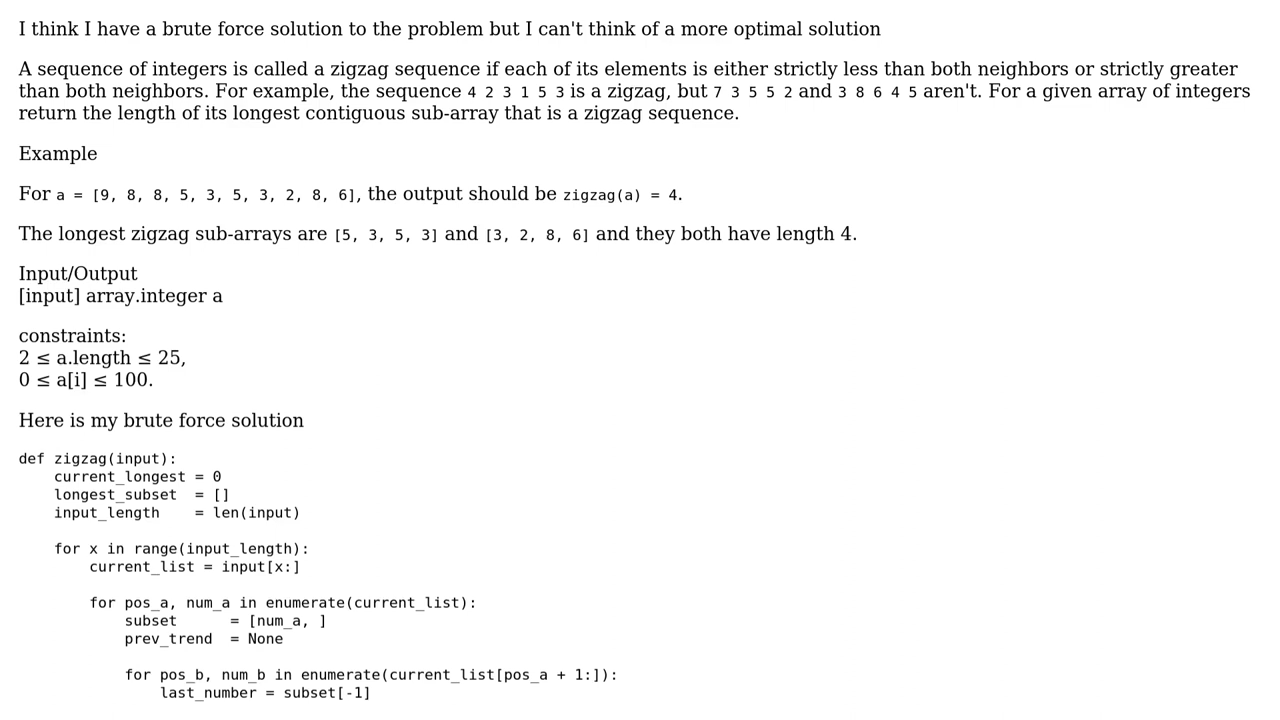 I think I have a brute force solution to the problem but I can't think of a more optimal solution
A sequence of integers is called a zigzag sequence if each of its elements is either strictly less than both neighbors or strictly greater
than both neighbors. For example, the sequence 4 2 3 1 5 3 is a zigzag, but 7 3 5 5 2 and 3 8 6 4 5 aren't. For a given array of integers
return the length of its longest contiguous sub-array that is a zigzag sequence.
Example
For a = [9, 8, 8, 5, 3, 5, 3, 2, 8, 6], the output should be zigzag(a) = 4.
The longest zigzag sub-arrays are [5, 3, 5, 3] and [3, 2, 8, 6] and they both have length 4.
Input/Output
[input] array.integer a
constraints:
2 ≤ a.length ≤ 25,
0 ≤ a[i] ≤ 100.
Here is my brute force solution
def zigzag(input):
    current_longest = 0
    longest_subset  = []
    input_length    = len(input)
    for x in range(input_length):
        current_list = input[x:]
        for pos_a, num_a in enumerate(current_list):
            subset      = [num_a, ]
            prev_trend  = None
            for pos_b, num_b in enumerate(current_list[pos_a + 1:]):
                last_number = subset[-1]